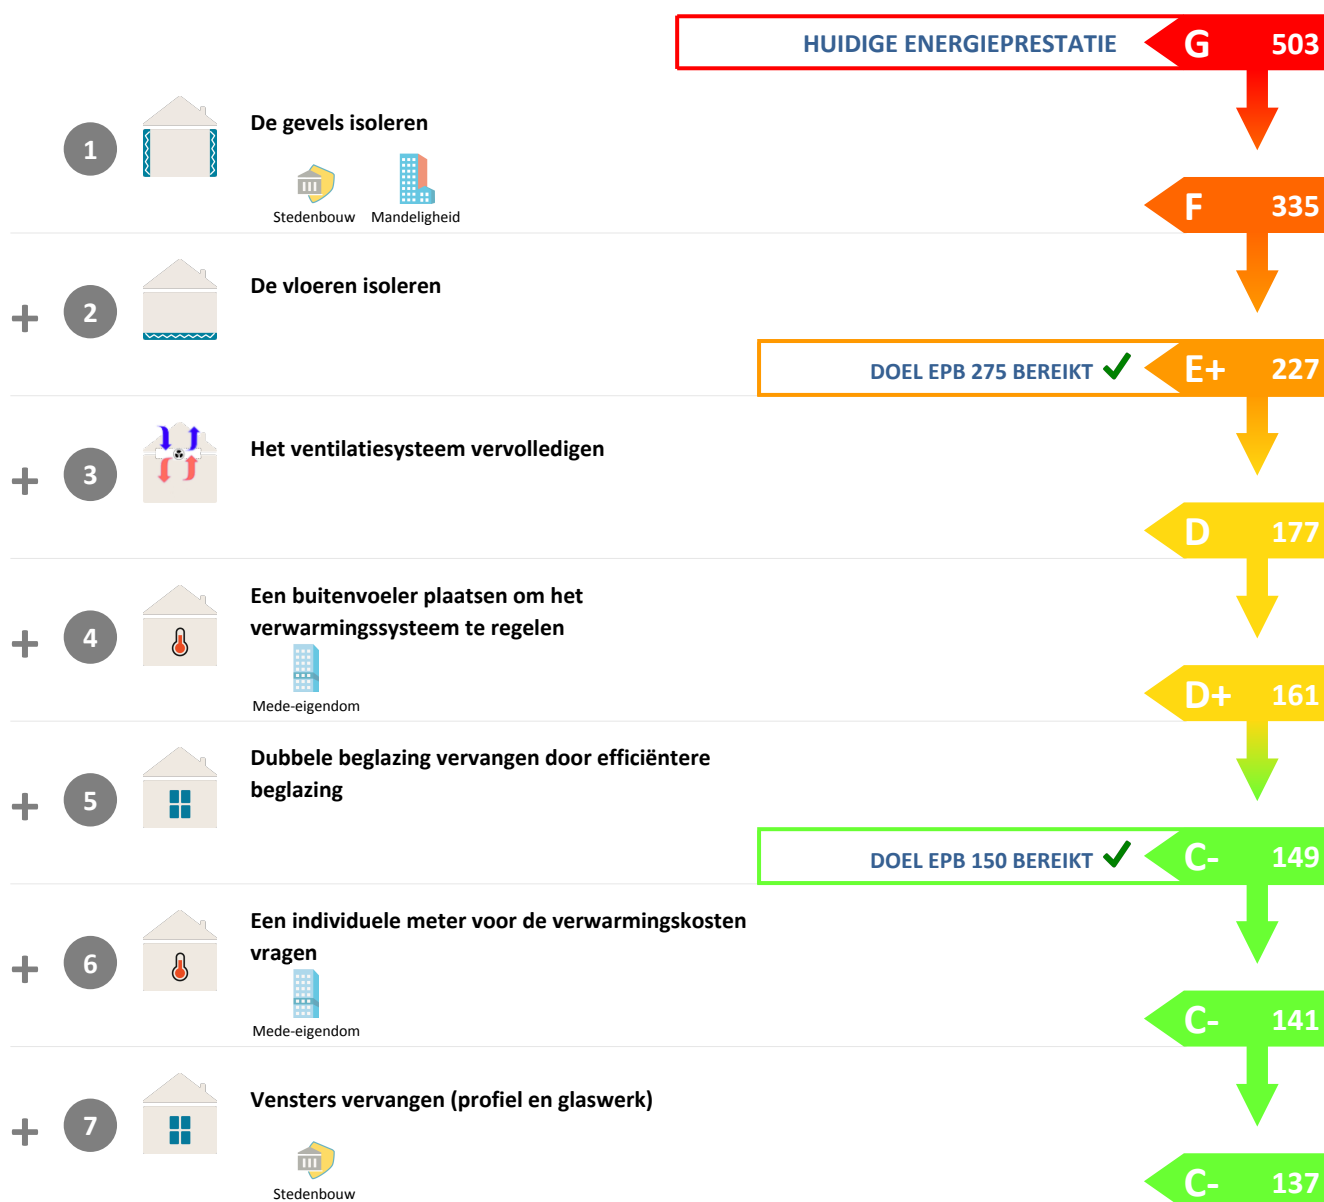 HUIDIGE ENERGIEPRESTATIE G 503
1 De gevels isoleren
Stedenbouw Mandeligheid
F 335
+ 2 De vloeren isoleren
DOEL EPB 275 BEREIKT E+ 227
+ 3 Het ventilatiesysteem vervolledigen
D 177
+ 4 Een buitenvoeler plaatsen om het
verwarmingssysteem te regelen
Mede-eigendom
D+ 161
+ 5 Dubbele beglazing vervangen door efficiëntere
beglazing
DOEL EPB 150 BEREIKT C- 149
+ 6 Een individuele meter voor de verwarmingskosten
vragen
Mede-eigendom
C- 141
+ 7 Vensters vervangen (profiel en glaswerk)
Stedenbouw
C- 137